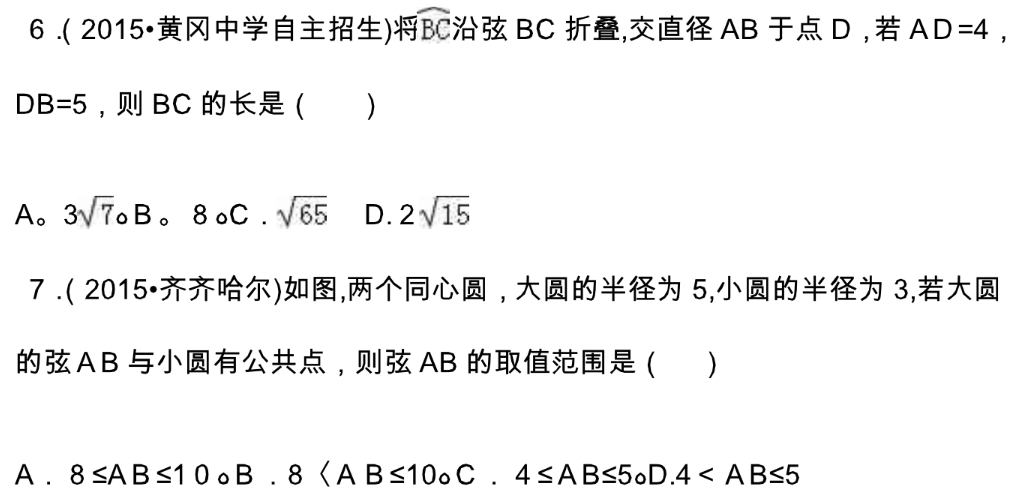 6 .( 2015•黄冈中学自主招生)将BC沿弦 BC 折叠,交直径 AB 于点 D ,若 AD=4 ,
DB=5 , 则 BC 的长是 (　　)
A。3√7。B。 8 。C . √65　D. 2√15
7 .( 2015•齐齐哈尔)如图,两个同心圆 , 大圆的半径为 5,小圆的半径为 3,若大圆
的弦AB 与小圆有公共点 , 则弦 AB 的取值范围是 (　　)
A . 8 ≤AB≤10。B . 8〈AB≤10。C . 4≤AB≤5。D.4 < AB≤5